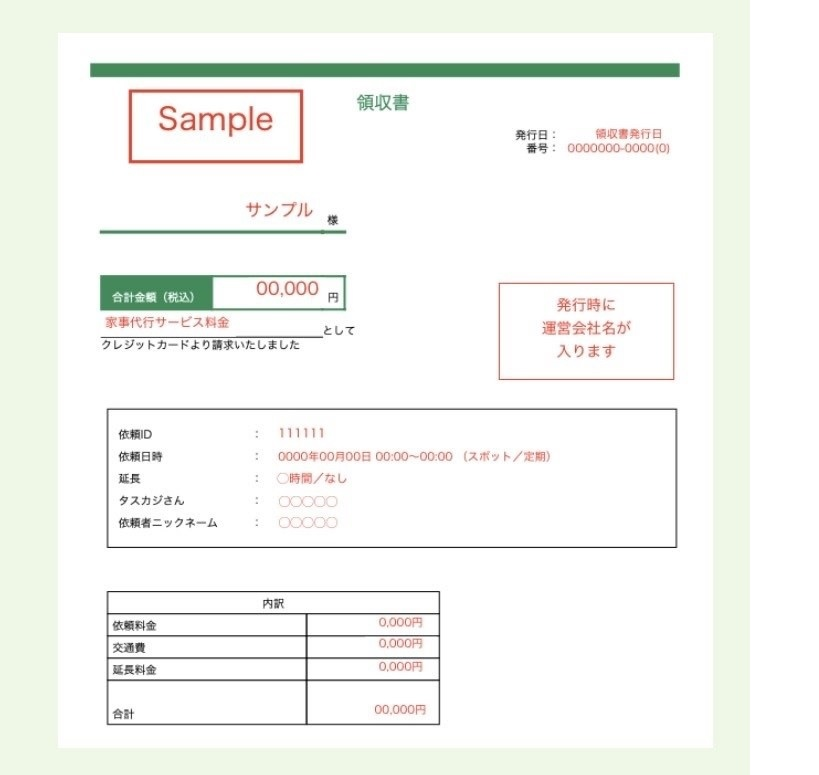 Sample
領収書
発行日： 領収書発行日
番号： 0000000-0000(0)
サンプル 様
合計金額（税込） 00,000 円
家事代行サービス料金 として
クレジットカードより請求いたしました
発行時に
運営会社名が
入ります
依頼ID ： 111111
依頼日時 ： 0000年00月00日 00:00〜00:00 （スポット／定期）
延長 ： ◯時間／なし
タスカジさん ： ◯◯◯◯◯
依頼者ニックネーム ： ◯◯◯◯◯
内訳
依頼料金 0,000円
交通費 0,000円
延長料金 0,000円
合計 00,000円